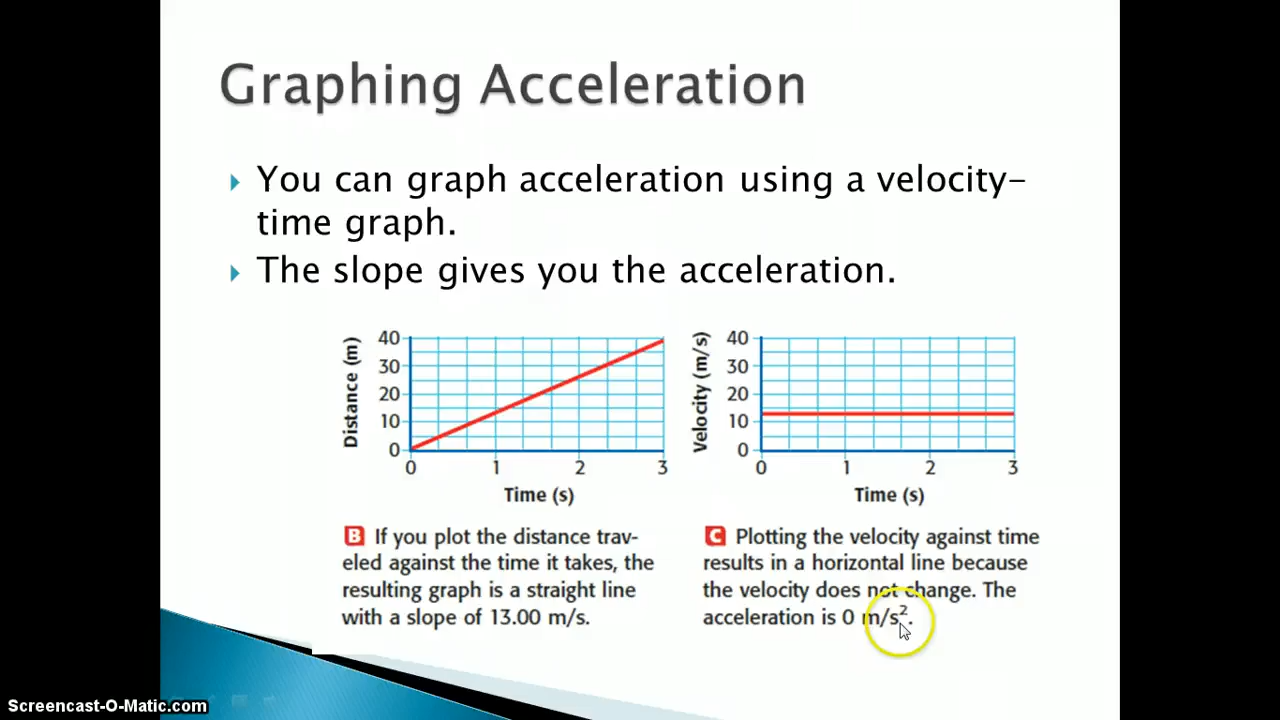 Graphing Acceleration
You can graph acceleration using a velocity-
time graph.
The slope gives you the acceleration.
Distance (m)
40
30
20
10
0
0 1 2 3
Time (s)
Velocity (m/s)
40
30
20
10
0
0 1 2 3
Time (s)
B If you plot the distance trav-
eled against the time it takes, the
resulting graph is a straight line
with a slope of 13.00 m/s.
C Plotting the velocity against time
results in a horizontal line because
the velocity does not change. The
acceleration is 0 m/s².
Screencast-O-Matic.com